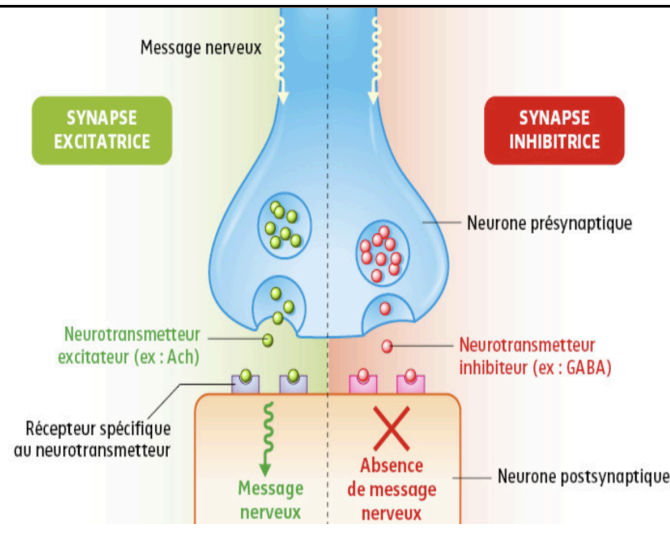 Message nerveux
SYNAPSE
EXCITATRICE
SYNAPSE
INHIBITRICE
Neurone présynaptique
Neurotransmetteur
excitateur (ex : Ach)
Neurotransmetteur
inhibiteur (ex : GABA)
Récepteur spécifique
au neurotransmetteur
Message
nerveux
Absence
de message
nerveux
Neurone postsynaptique